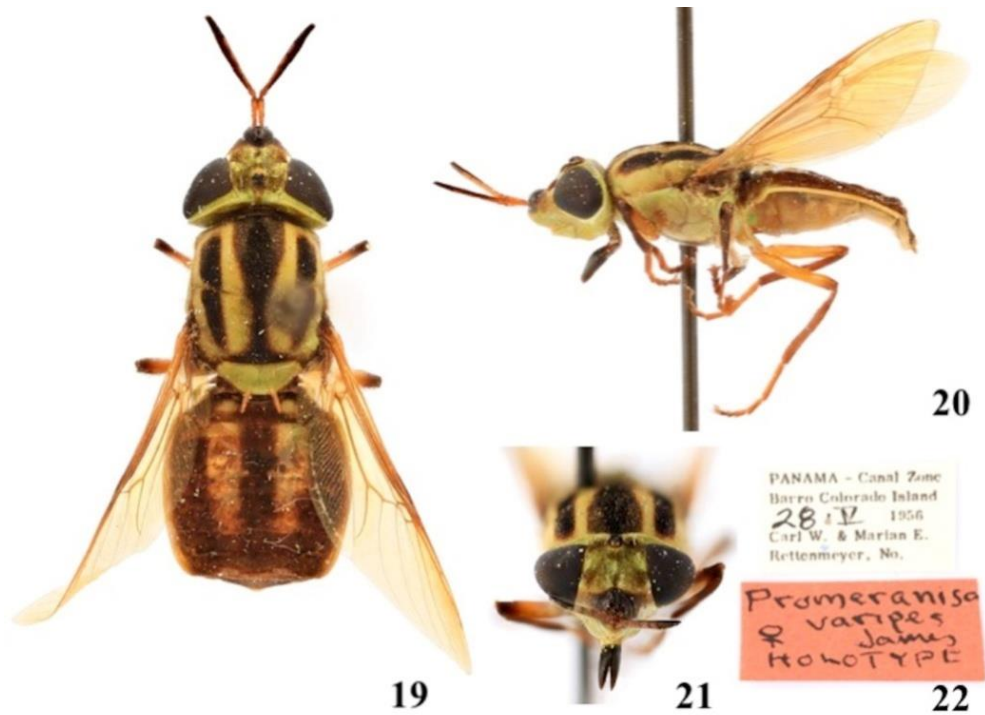 20
PANAMA - Canal Zone
Barro Colorado Island
28 V 1956
Carl W. & Marian E.
Rettenmeyer, No.
Promeranisa
varipes
♀ James
HOLOTYPE
19
21
22